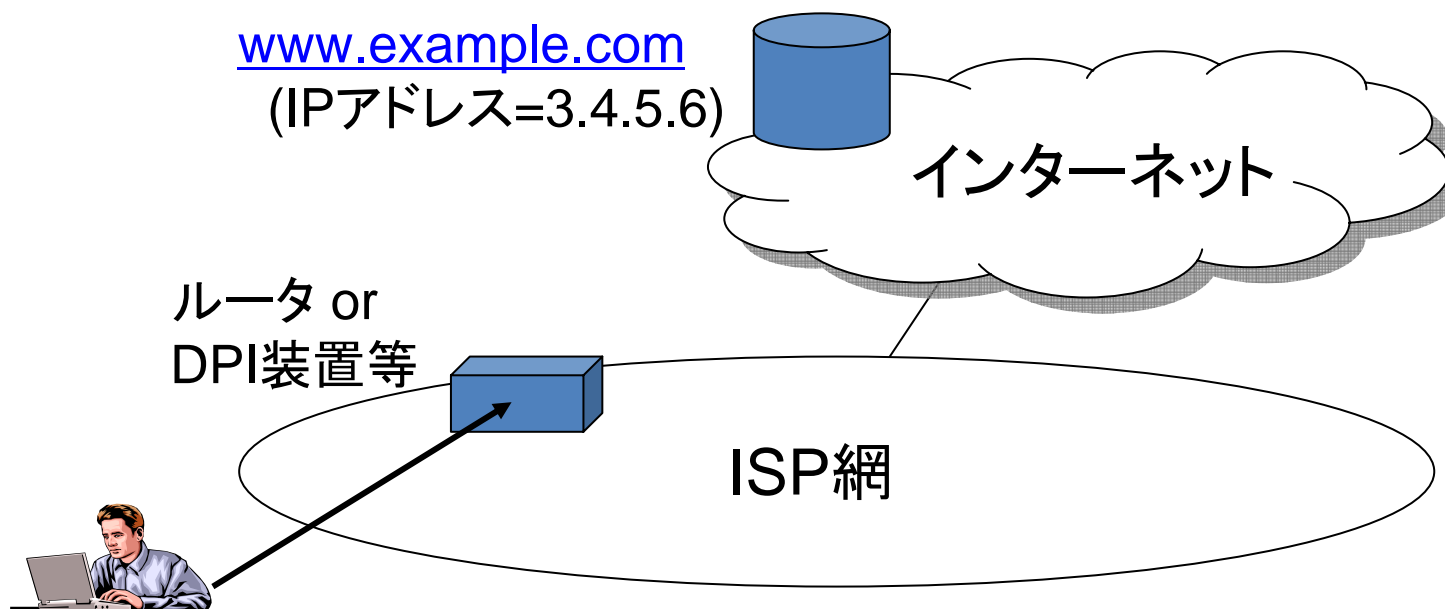 www.example.com
(IPアドレス=3.4.5.6)
インターネット
ルータ or
DPI装置等
ISP網